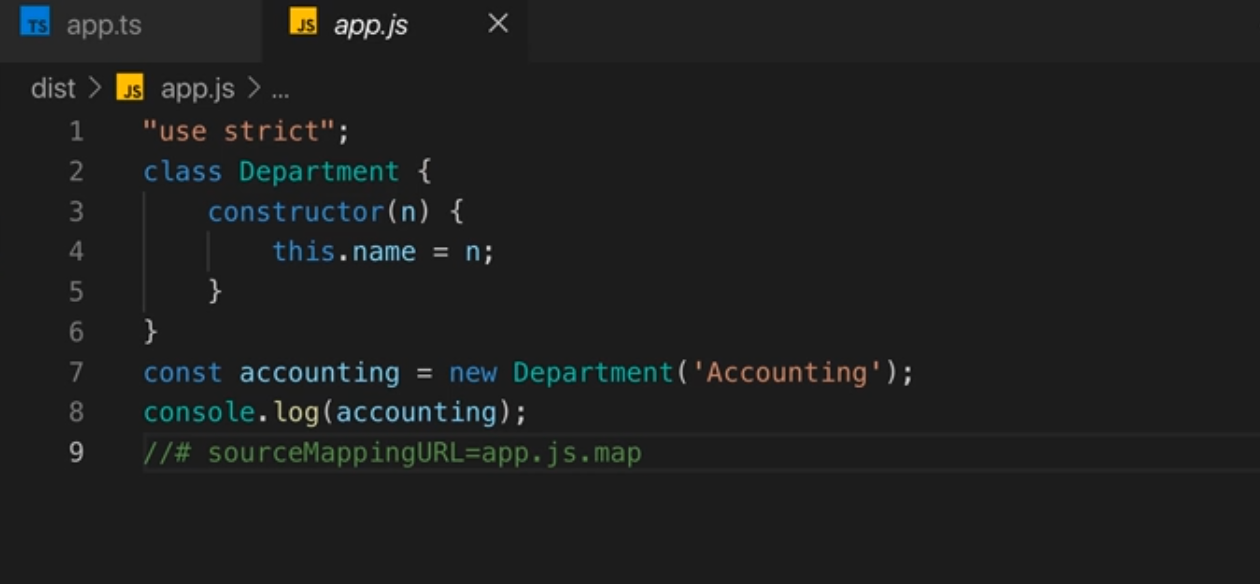 TS app.ts JS app.js
dist > JS app.js > ...
1 "use strict";
2 class Department {
3     constructor(n) {
4         this.name = n;
5     }
6 }
7 const accounting = new Department('Accounting');
8 console.log(accounting);
9 //# sourceMappingURL=app.js.map